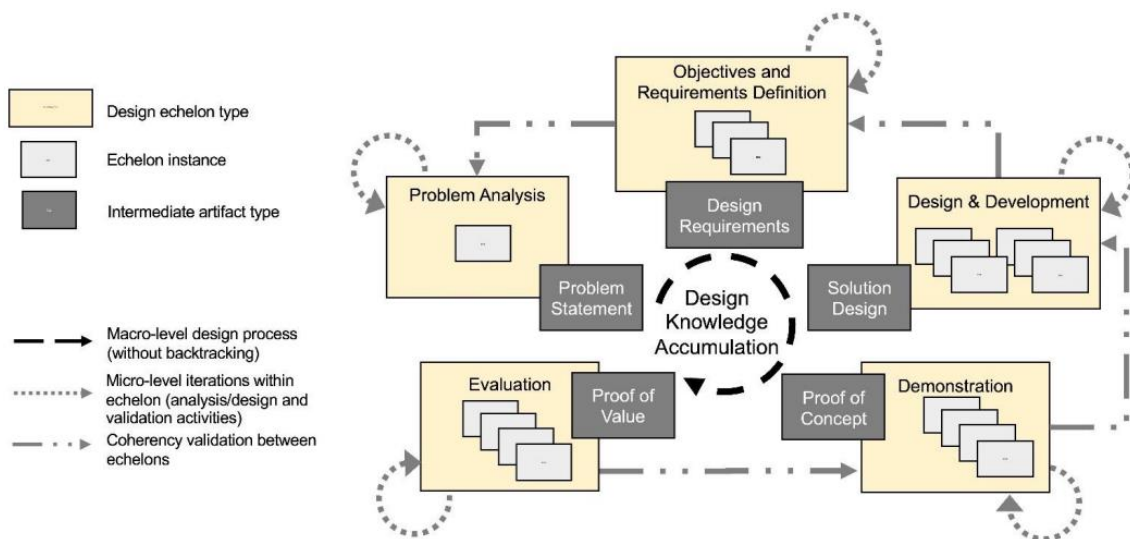 Design echelon type
Echelon instance
Intermediate artifact type
Macro-level design process
(without backtracking)
Micro-level iterations within
echelon (analysis/design and
validation activities)
Coherency validation between
echelons
Objectives and
Requirements Definition
Design
Requirements
Problem Analysis
Problem
Statement
Design & Development
Solution
Design
Design
Knowledge
Accumulation
Evaluation
Proof of
Value
Proof of
Concept
Demonstration